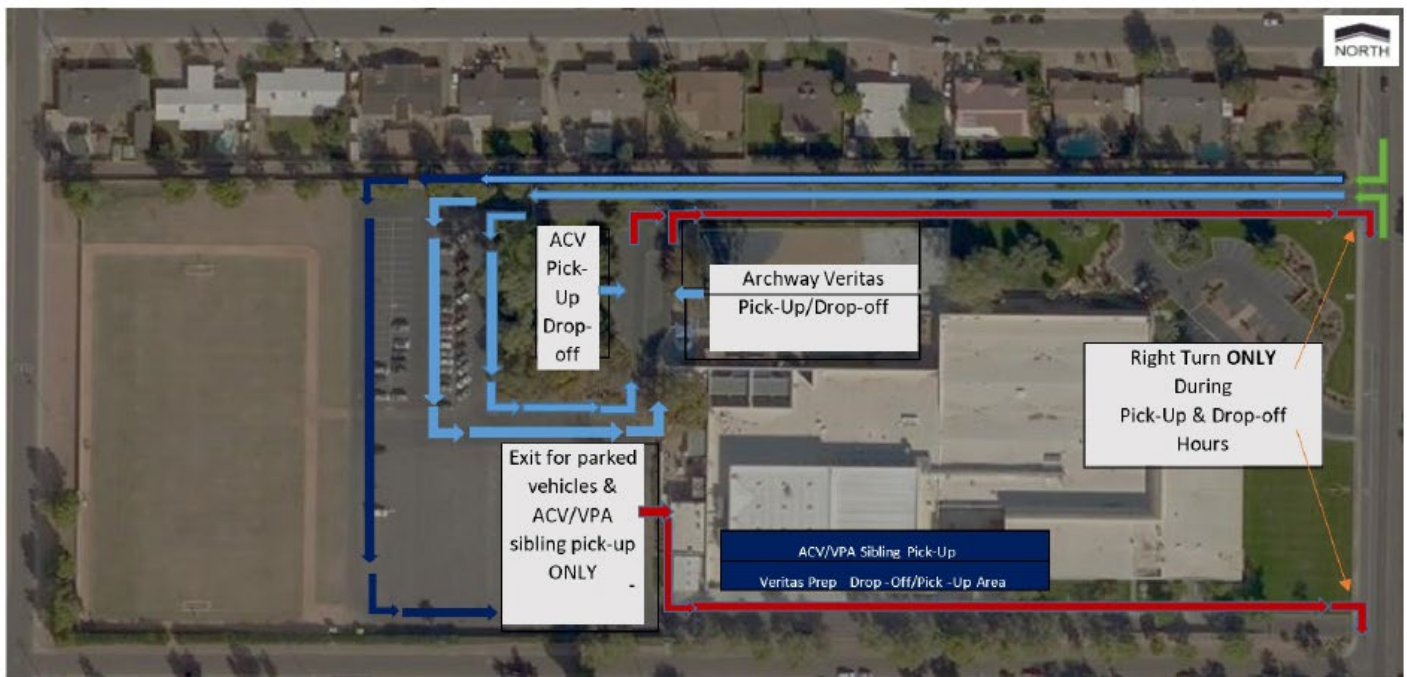 NORTH
ACV
Pick-
Up
Drop-
off
Archway Veritas
Pick-Up/Drop-off
Right Turn ONLY
During
Pick-Up & Drop-off
Hours
Exit for parked
vehicles &
ACV/VPA
sibling pick-up
ONLY
-
ACV/VPA Sibling Pick-Up
Veritas Prep Drop-Off/Pick-Up Area